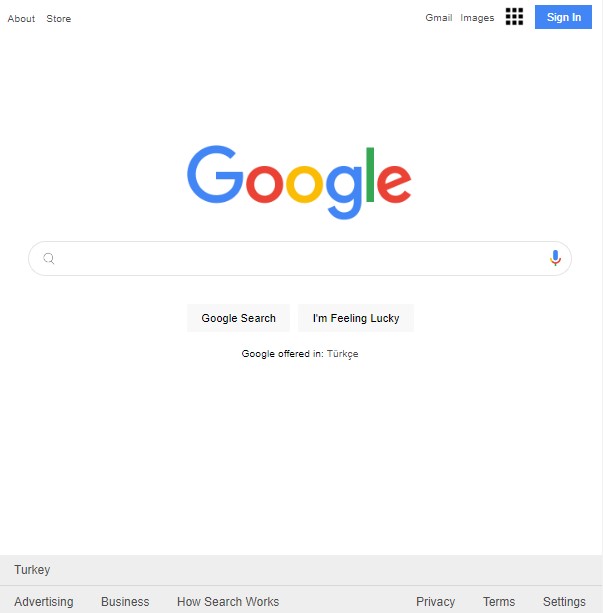 About Store Gmail Images Sign In
Google
Google Search I'm Feeling Lucky
Google offered in: Türkçe
Turkey
Advertising Business How Search Works Privacy Terms Settings